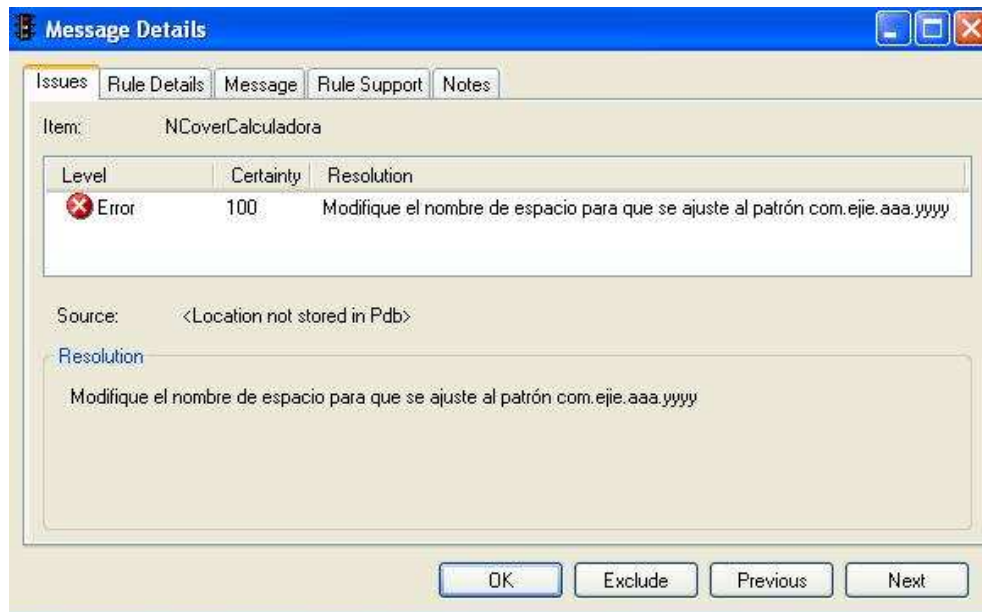 Message Details
Issues Rule Details Message Rule Support Notes
Item: NCoverCalculadora
Level Certainty Resolution
Error 100 Modifique el nombre de espacio para que se ajuste al patrón com.ejie.aaa.yyyy
Source: <Location not stored in Pdb>
Resolution
Modifique el nombre de espacio para que se ajuste al patrón com.ejie.aaa.yyyy
OK Exclude Previous Next